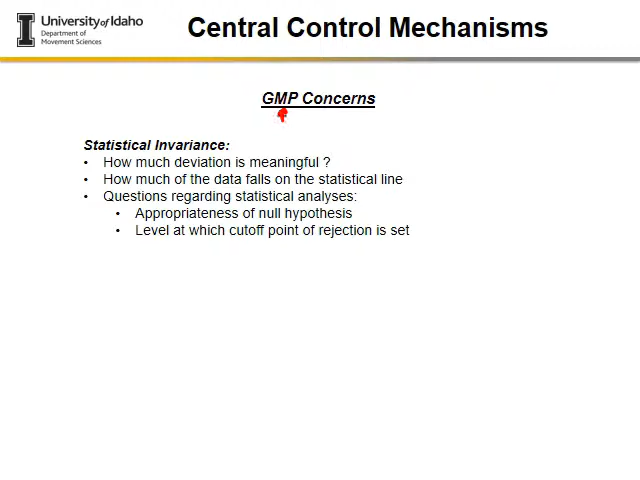 University of Idaho
Department of
Movement Sciences
Central Control Mechanisms
GMP Concerns
Statistical Invariance:
• How much deviation is meaningful ?
• How much of the data falls on the statistical line
• Questions regarding statistical analyses:
• Appropriateness of null hypothesis
• Level at which cutoff point of rejection is set